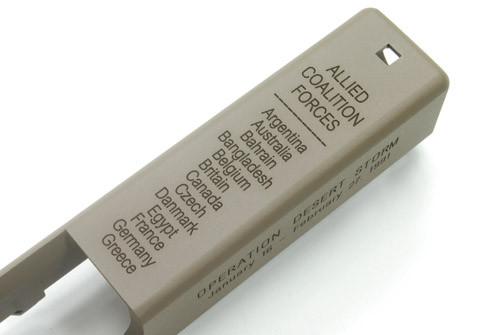 ALLIED
COALITION
FORCES
Argentina
Australia
Bahrain
Bangladesh
Belgium
Britain
Canada
Czech
Danmark
Egypt
France
Germany
Greece
OPERATION DESERT STORM
January 16 - February 27, 1991